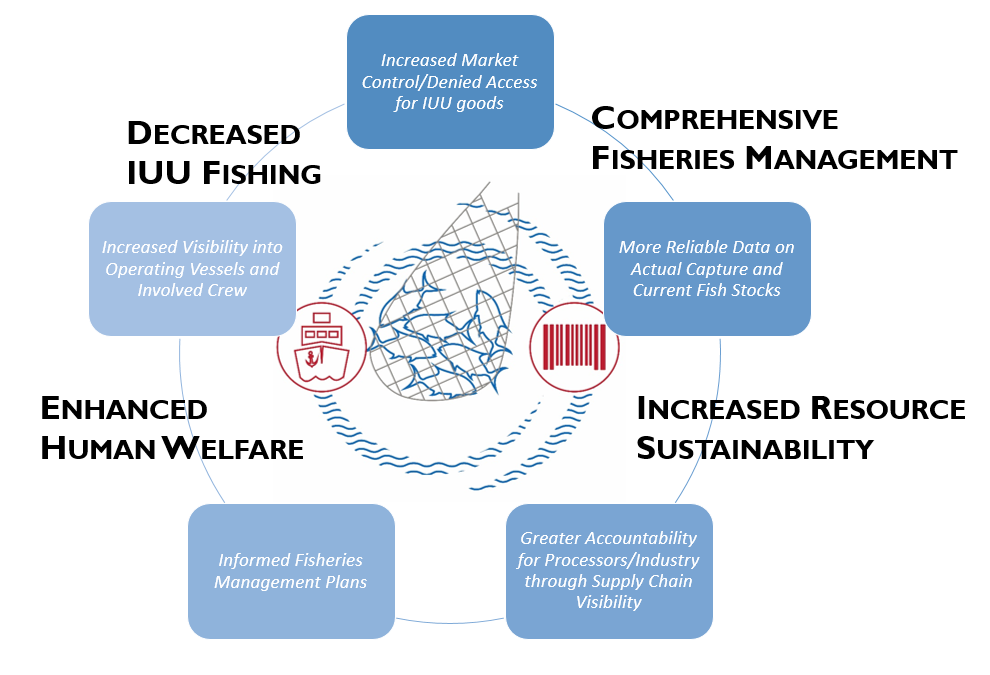 Increased Market
Control/Denied Access
for IUU goods
DECREASED
IUU FISHING
COMPREHENSIVE
FISHERIES MANAGEMENT
Increased Visibility into
Operating Vessels and
Involved Crew
More Reliable Data on
Actual Capture and
Current Fish Stocks
ENHANCED
HUMAN WELFARE
INCREASED RESOURCE
SUSTAINABILITY
Informed Fisheries
Management Plans
Greater Accountability
for Processors/Industry
through Supply Chain
Visibility